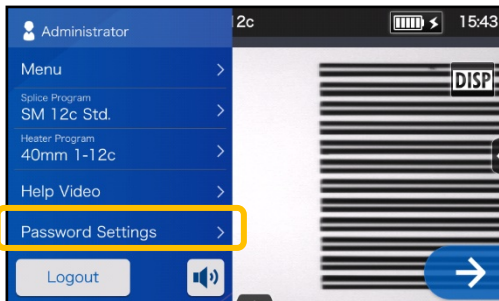 Administrator
12c
15:43
Menu
Splice Program
SM 12c Std.
Heater Program
40mm 1-12c
Help Video
Password Settings
Logout
DISP